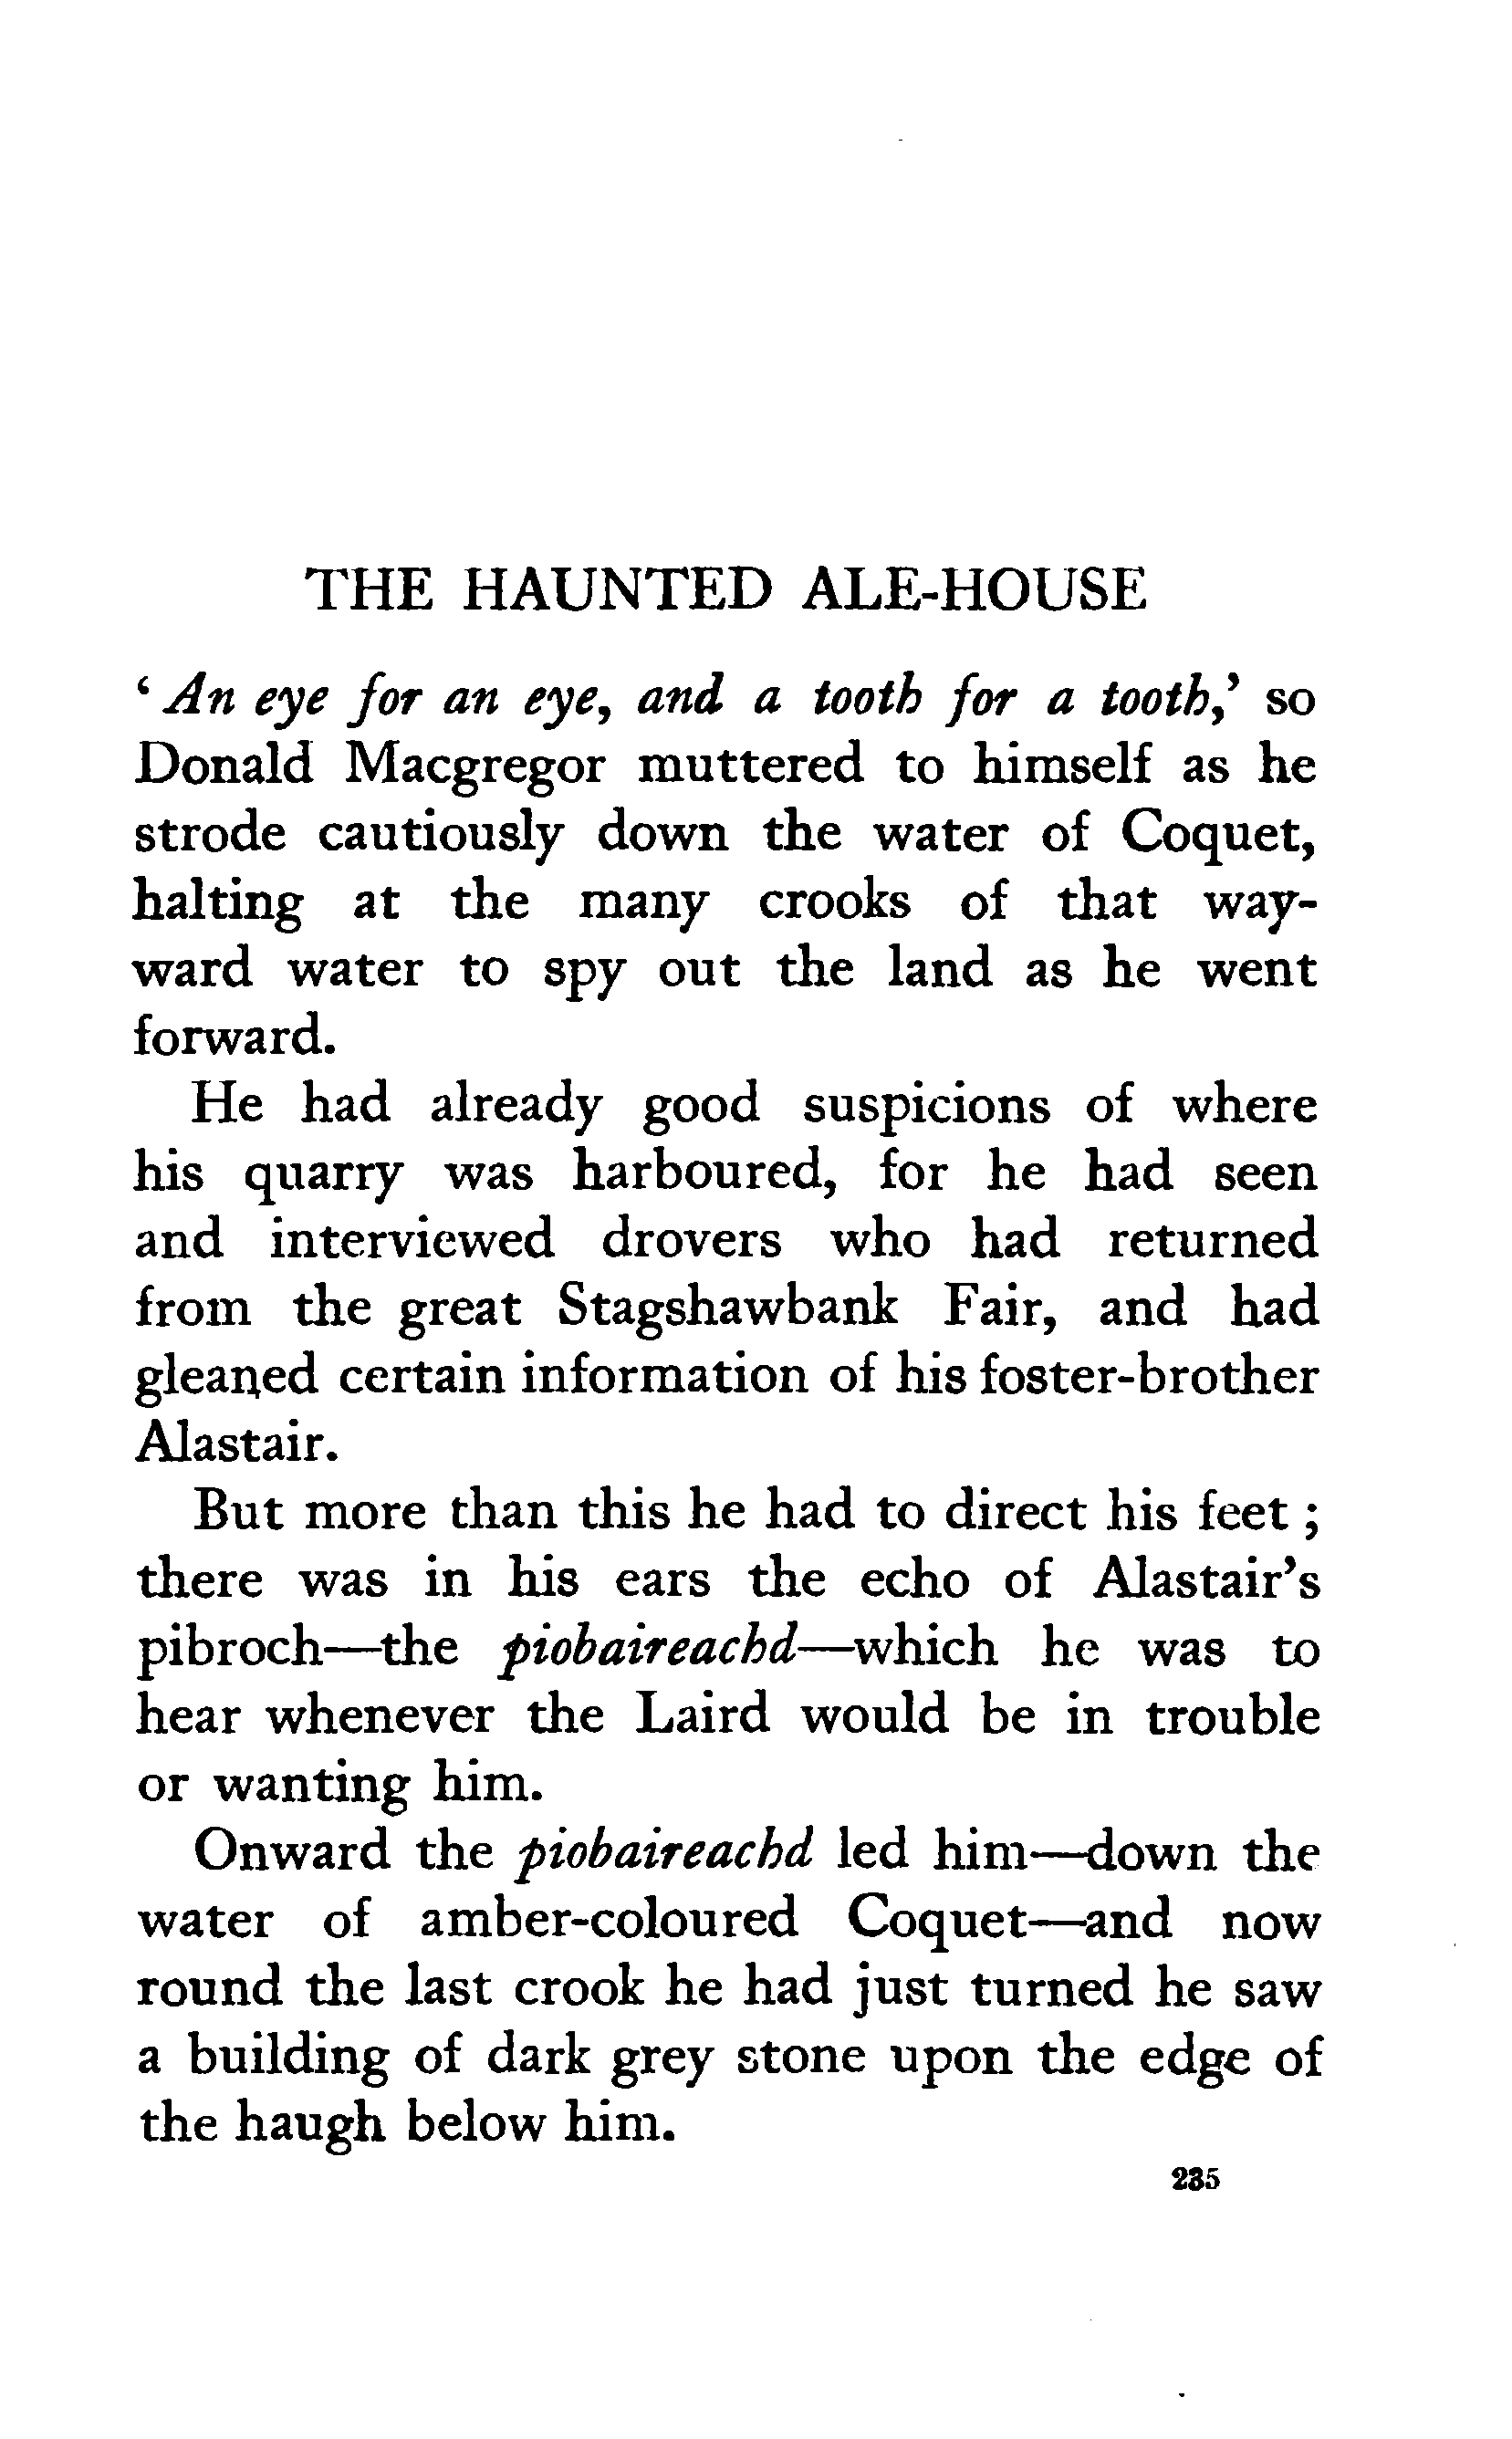 THE HAUNTED ALE-HOUSE
‘An eye for an eye, and a tooth for a tooth,’ so
Donald Macgregor muttered to himself as he
strode cautiously down the water of Coquet,
halting at the many crooks of that way-
ward water to spy out the land as he went
forward.
He had already good suspicions of where
his quarry was harboured, for he had seen
and interviewed drovers who had returned
from the great Stagshawbank Fair, and had
gleaned certain information of his foster-brother
Alastair.
But more than this he had to direct his feet ;
there was in his ears the echo of Alastair’s
pibroch—the piobaireachd—which he was to
hear whenever the Laird would be in trouble
or wanting him.
Onward the piobaireachd led him—down the
water of amber-coloured Coquet—and now
round the last crook he had just turned he saw
a building of dark grey stone upon the edge of
the haugh below him.
235